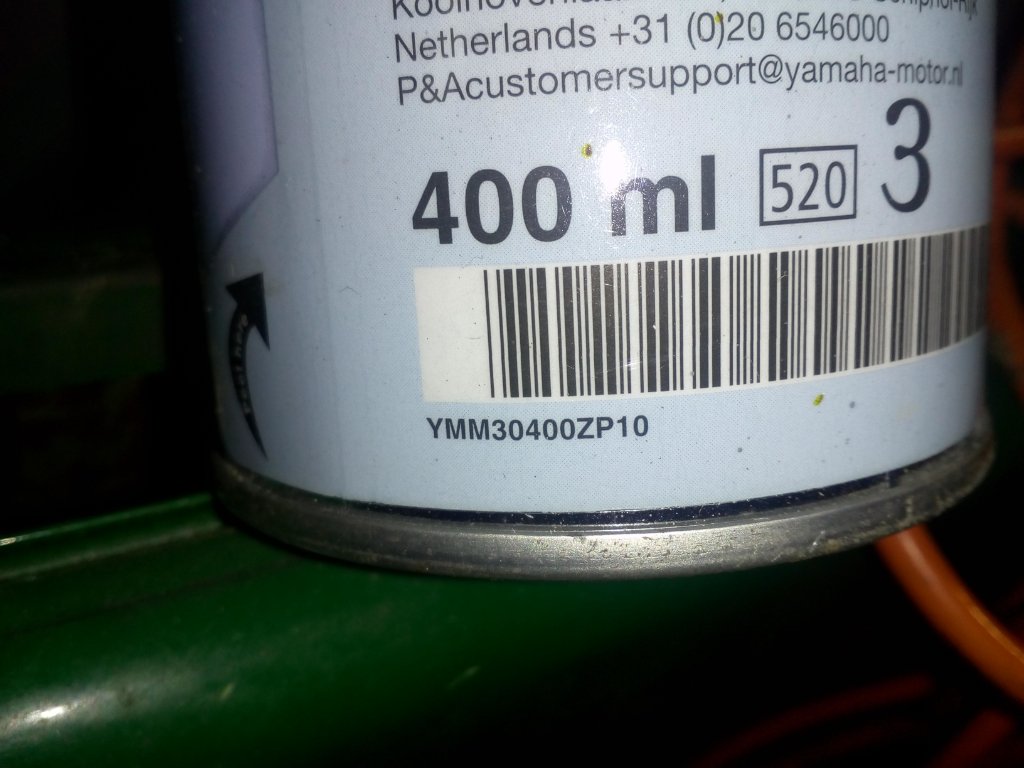 Netherlands +31 (0)20 6546000
P&Acustomersupport@yamaha-motor.nl
400 ml 520 3
YMM30400ZP10